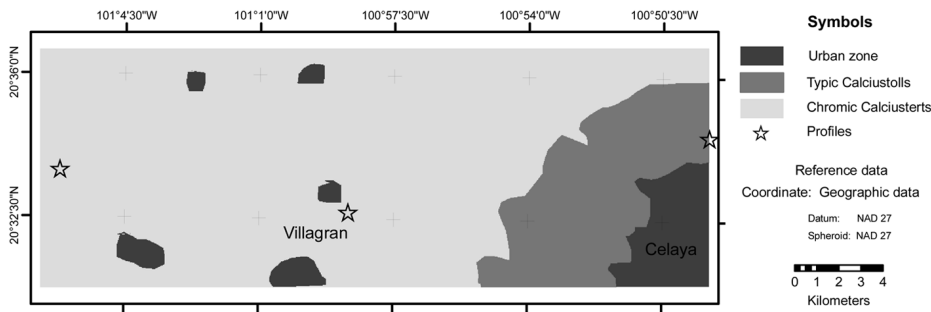 101°4'30"W 101°1'0"W 100°57'30"W 100°54'0"W 100°50'30"W
20°36'0"N
20°32'30"N
Villagran
Celaya
Symbols
Urban zone
Typic Calciustolls
Chromic Calciusterts
Profiles
Reference data
Coordinate: Geographic data
Datum: NAD 27
Spheroid: NAD 27
0 1 2 3 4
Kilometers